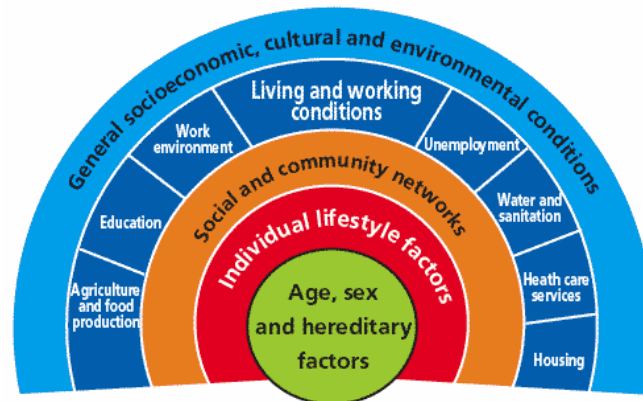 General socioeconomic, cultural and environmental conditions
Living and working
conditions
Work
environment
Unemployment
Education
Water and
sanitation
Agriculture
and food
production
Heath care
services
Housing
Social and community networks
Individual lifestyle factors
Age, sex
and hereditary
factors